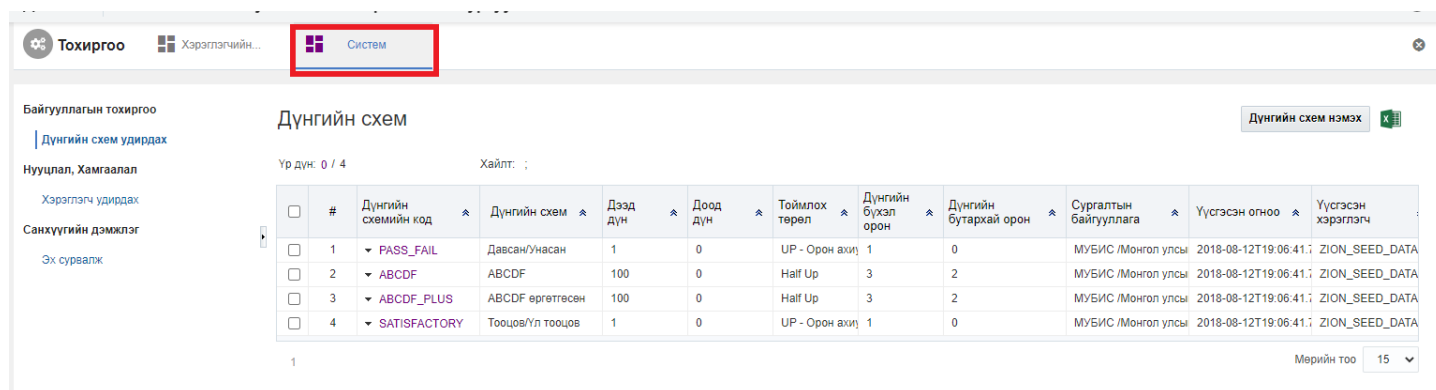 Тохиргоо Хэрэглэгчийн... Систем
Байгууллагын тохиргоо
Дүнгийн схем удирдах
Нууцлал, Хамгаалал
Хэрэглэгч удирдах
Санхүүгийн дэмжлэг
Эх сурвалж
Дүнгийн схем
Дүнгийн схем нэмэх
Үр дүн: 0 / 4 Хайлт: ;
# Дүнгийн схемийн код Дүнгийн схем Дээд дүн Доод дүн Тоймлох төрөл Дүнгийн бүхэл орон Дүнгийн бутархай орон Сургалтын байгууллага Үүсгэсэн огноо Үүсгэсэн хэрэглэгч
1 PASS_FAIL Давсан/Унасан 1 0 UP - Орон ахиу 1 0 МУБИС /Монгол улсы 2018-08-12T19:06:41.7 ZION_SEED_DATA
2 ABCDF ABCDF 100 0 Half Up 3 2 МУБИС /Монгол улсы 2018-08-12T19:06:41.7 ZION_SEED_DATA
3 ABCDF_PLUS ABCDF өргөтгөсөн 100 0 Half Up 3 2 МУБИС /Монгол улсы 2018-08-12T19:06:41.7 ZION_SEED_DATA
4 SATISFACTORY Тооцов/Үл тооцов 1 0 UP - Орон ахиу 1 0 МУБИС /Монгол улсы 2018-08-12T19:06:41.7 ZION_SEED_DATA
1 Мөрийн тоо 15